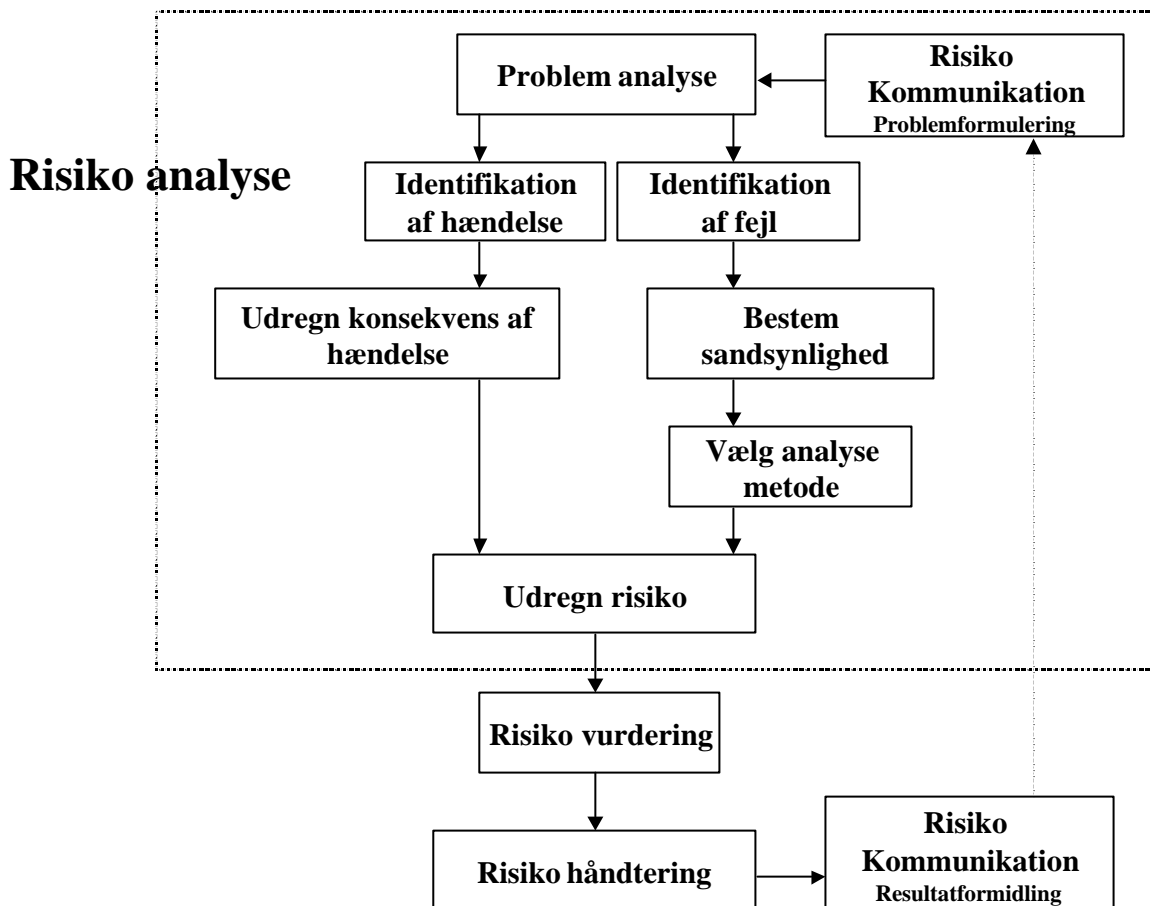 Problem analyse
Risiko
Kommunikation
Problemformulering
Risiko analyse
Identifikation
af hændelse
Identifikation
af fejl
Udregn konsekvens af
hændelse
Bestem
sandsynlighed
Vælg analyse
metode
Udregn risiko
Risiko vurdering
Risiko håndtering
Risiko
Kommunikation
Resultatformidling